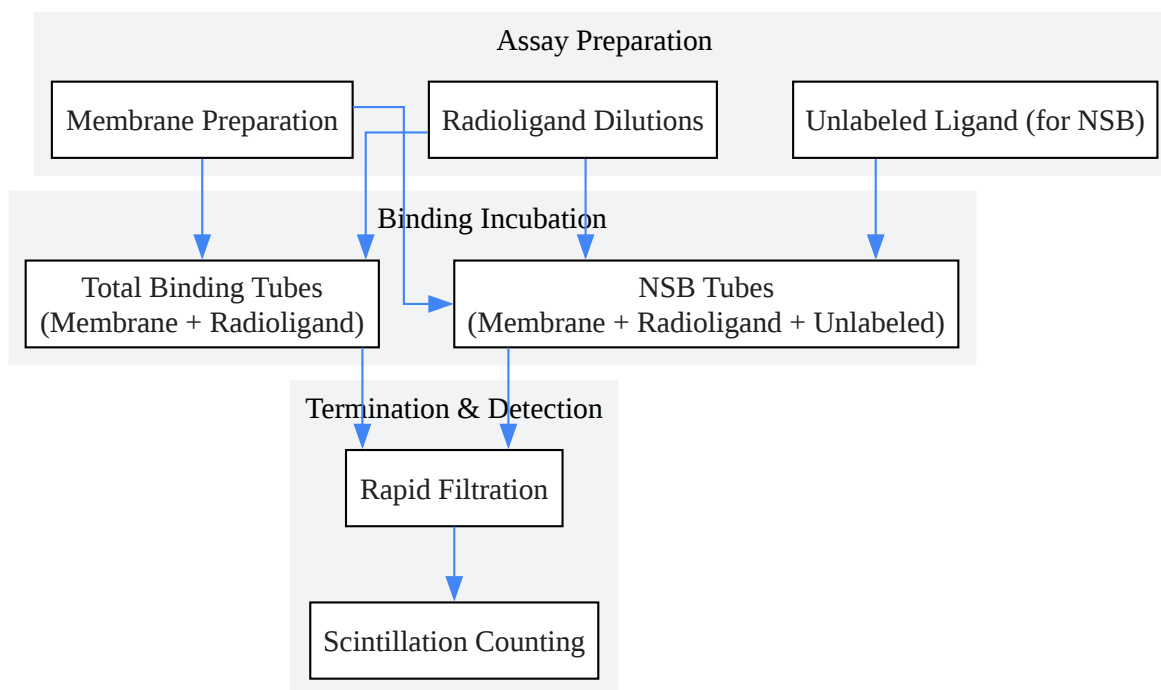 Assay Preparation
Membrane Preparation
Radioligand Dilutions
Unlabeled Ligand (for NSB)
Binding Incubation
Total Binding Tubes
(Membrane + Radioligand)
NSB Tubes
(Membrane + Radioligand + Unlabeled)
Termination & Detection
Rapid Filtration
Scintillation Counting